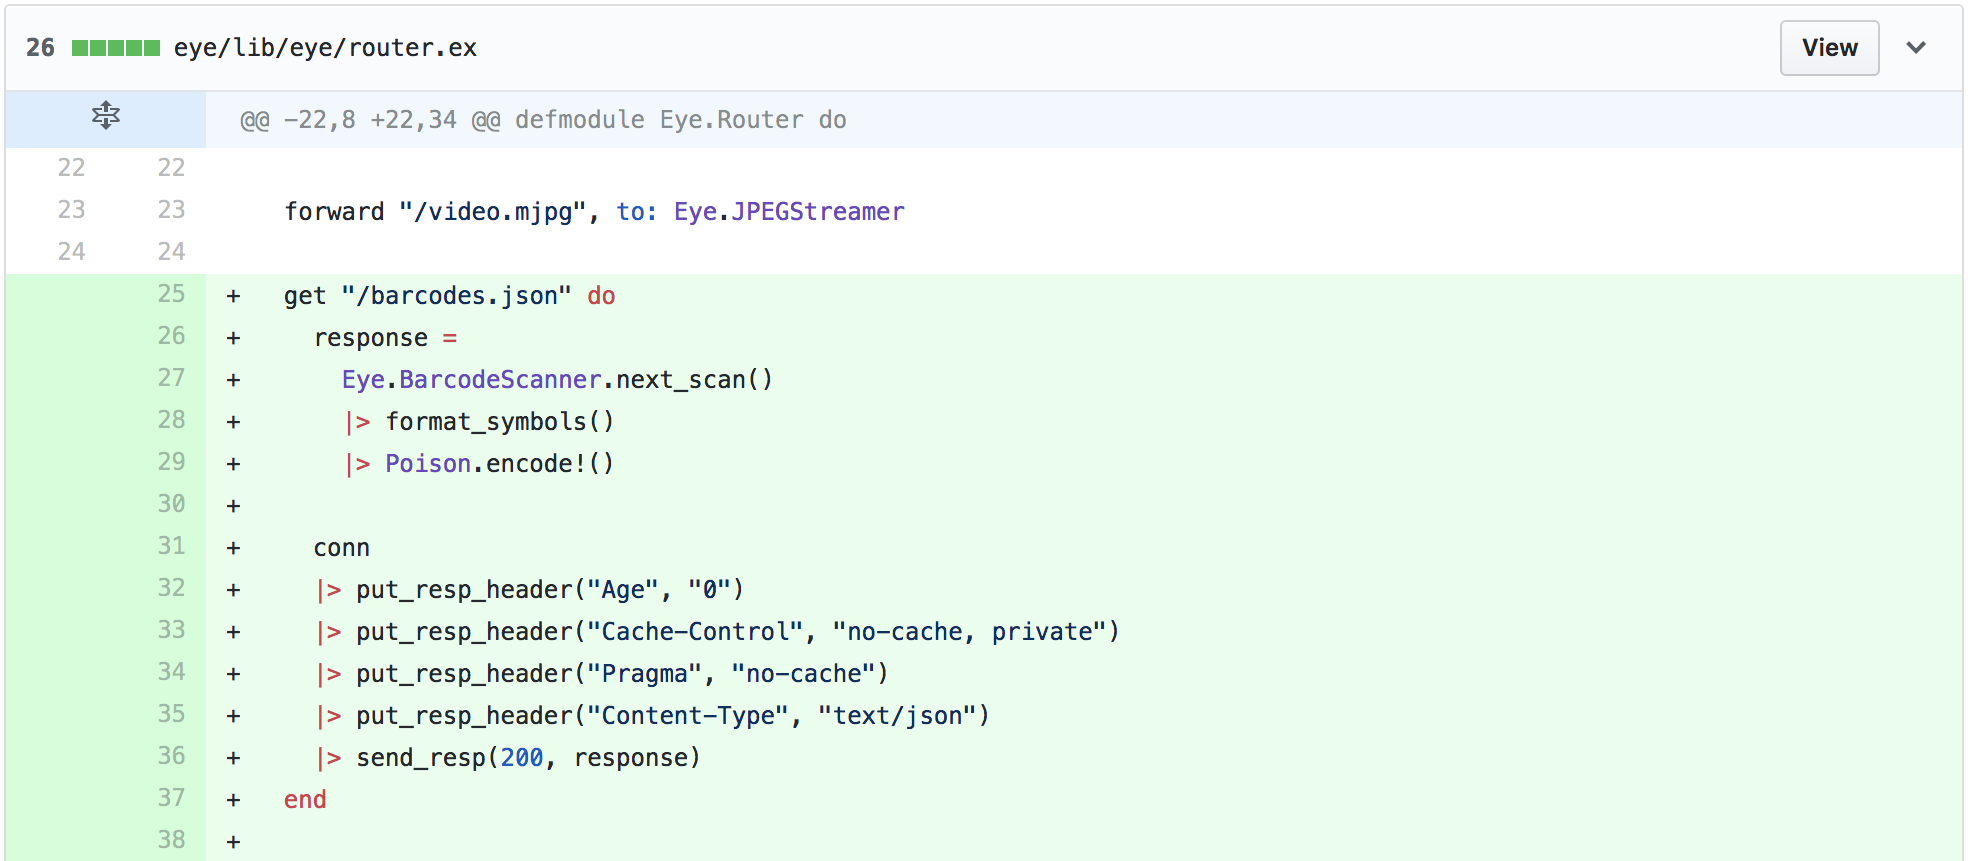 26 eye/lib/eye/router.ex View
@@ -22,8 +22,34 @@ defmodule Eye.Router do
22 22
23 23 forward "/video.mjpg", to: Eye.JPEGStreamer
24 24
25 + get "/barcodes.json" do
26 + response =
27 + Eye.BarcodeScanner.next_scan()
28 + |> format_symbols()
29 + |> Poison.encode!()
30 +
31 + conn
32 + |> put_resp_header("Age", "0")
33 + |> put_resp_header("Cache-Control", "no-cache, private")
34 + |> put_resp_header("Pragma", "no-cache")
35 + |> put_resp_header("Content-Type", "text/json")
36 + |> send_resp(200, response)
37 + end
38 +